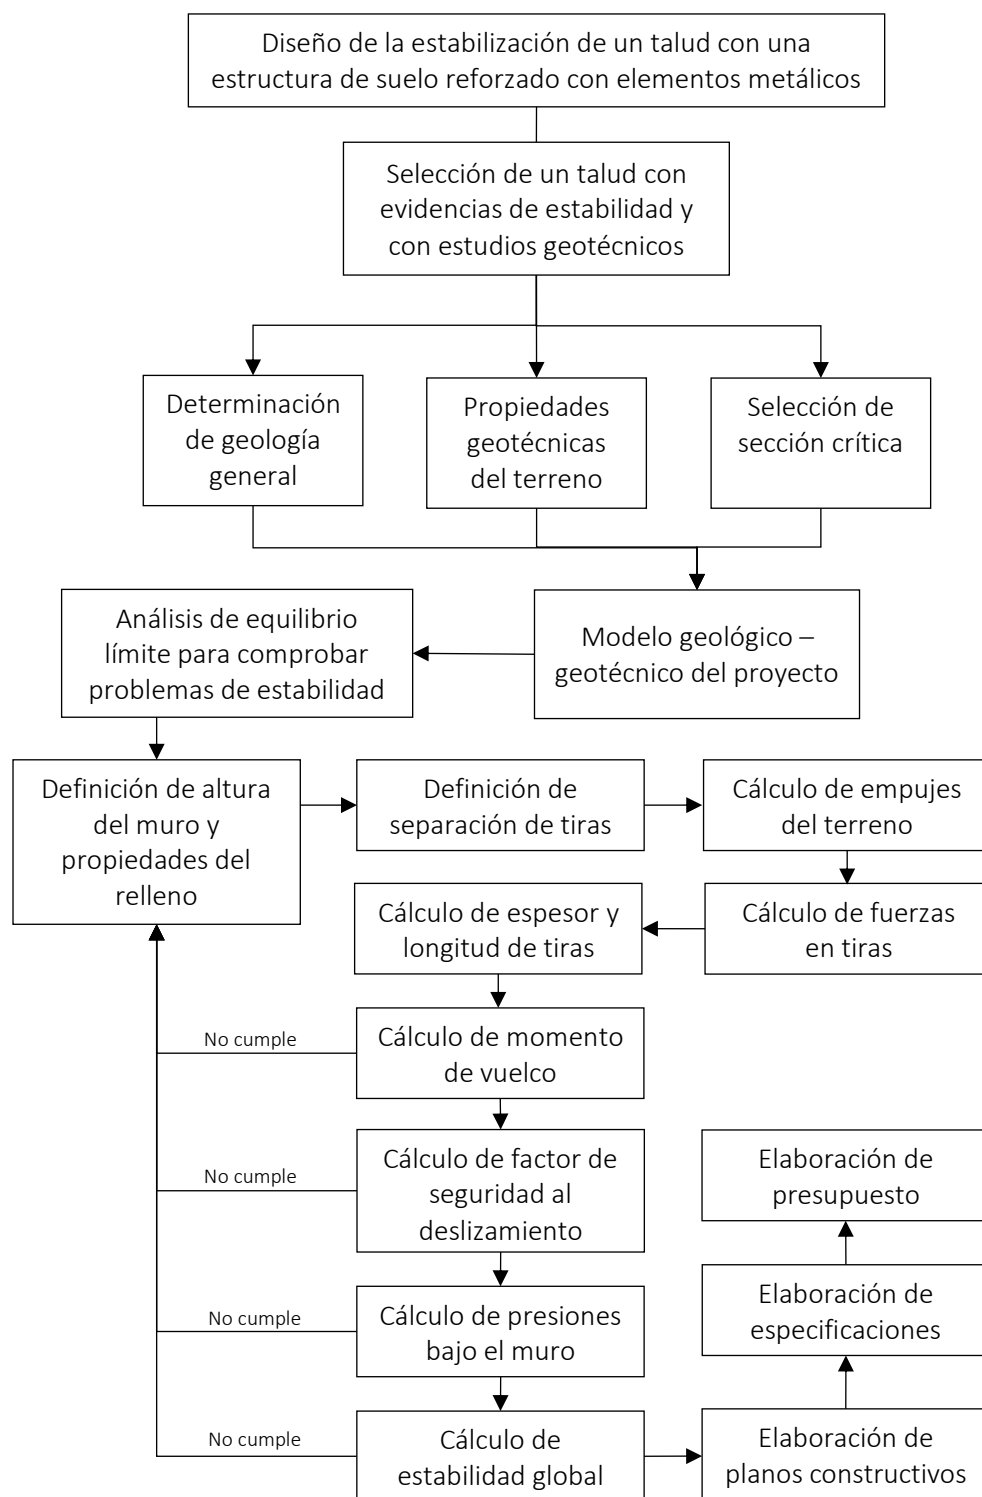 Diseño de la estabilización de un talud con una
estructura de suelo reforzado con elementos metálicos
Selección de un talud con
evidencias de estabilidad y
con estudios geotécnicos
Determinación
de geología
general
Propiedades
geotécnicas
del terreno
Selección de
sección crítica
Análisis de equilibrio
límite para comprobar
problemas de estabilidad
Modelo geológico –
geotécnico del proyecto
Definición de altura
del muro y
propiedades del
relleno
Definición de
separación de tiras
Cálculo de empujes
del terreno
Cálculo de espesor y
longitud de tiras
Cálculo de fuerzas
en tiras
No cumple
Cálculo de momento
de vuelco
No cumple
Cálculo de factor de
seguridad al
deslizamiento
Elaboración de
presupuesto
No cumple
Cálculo de presiones
bajo el muro
Elaboración de
especificaciones
No cumple
Cálculo de
estabilidad global
Elaboración de
planos constructivos